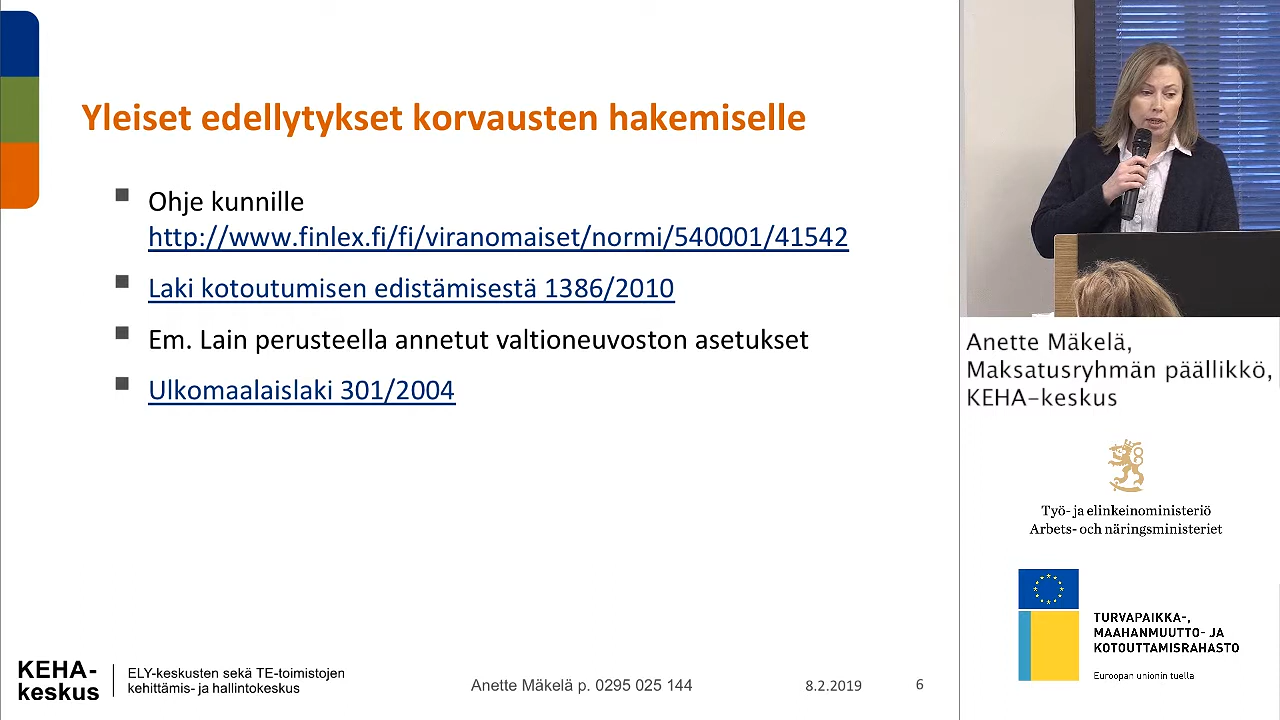 Yleiset edellytykset korvausten hakemiselle
Ohje kunnille
http://www.finlex.fi/fi/viranomaiset/normi/540001/41542
Laki kotoutumisen edistämisestä 1386/2010
Em. Lain perusteella annetut valtioneuvoston asetukset
Ulkomaalaislaki 301/2004
KEHA-
keskus
ELY-keskusten sekä TE-toimistojen
kehittämis- ja hallintokeskus
Anette Mäkelä p. 0295 025 144
8.2.2019
6
Anette Mäkelä,
Maksatusryhmän päällikkö,
KEHA-keskus
Työ- ja elinkeinoministeriö
Arbets- och näringsministeriet
TURVAPAIKKA-,
MAAHANMUUTTO- JA
KOTOUTTAMISRAHASTO
Euroopan unionin tuella